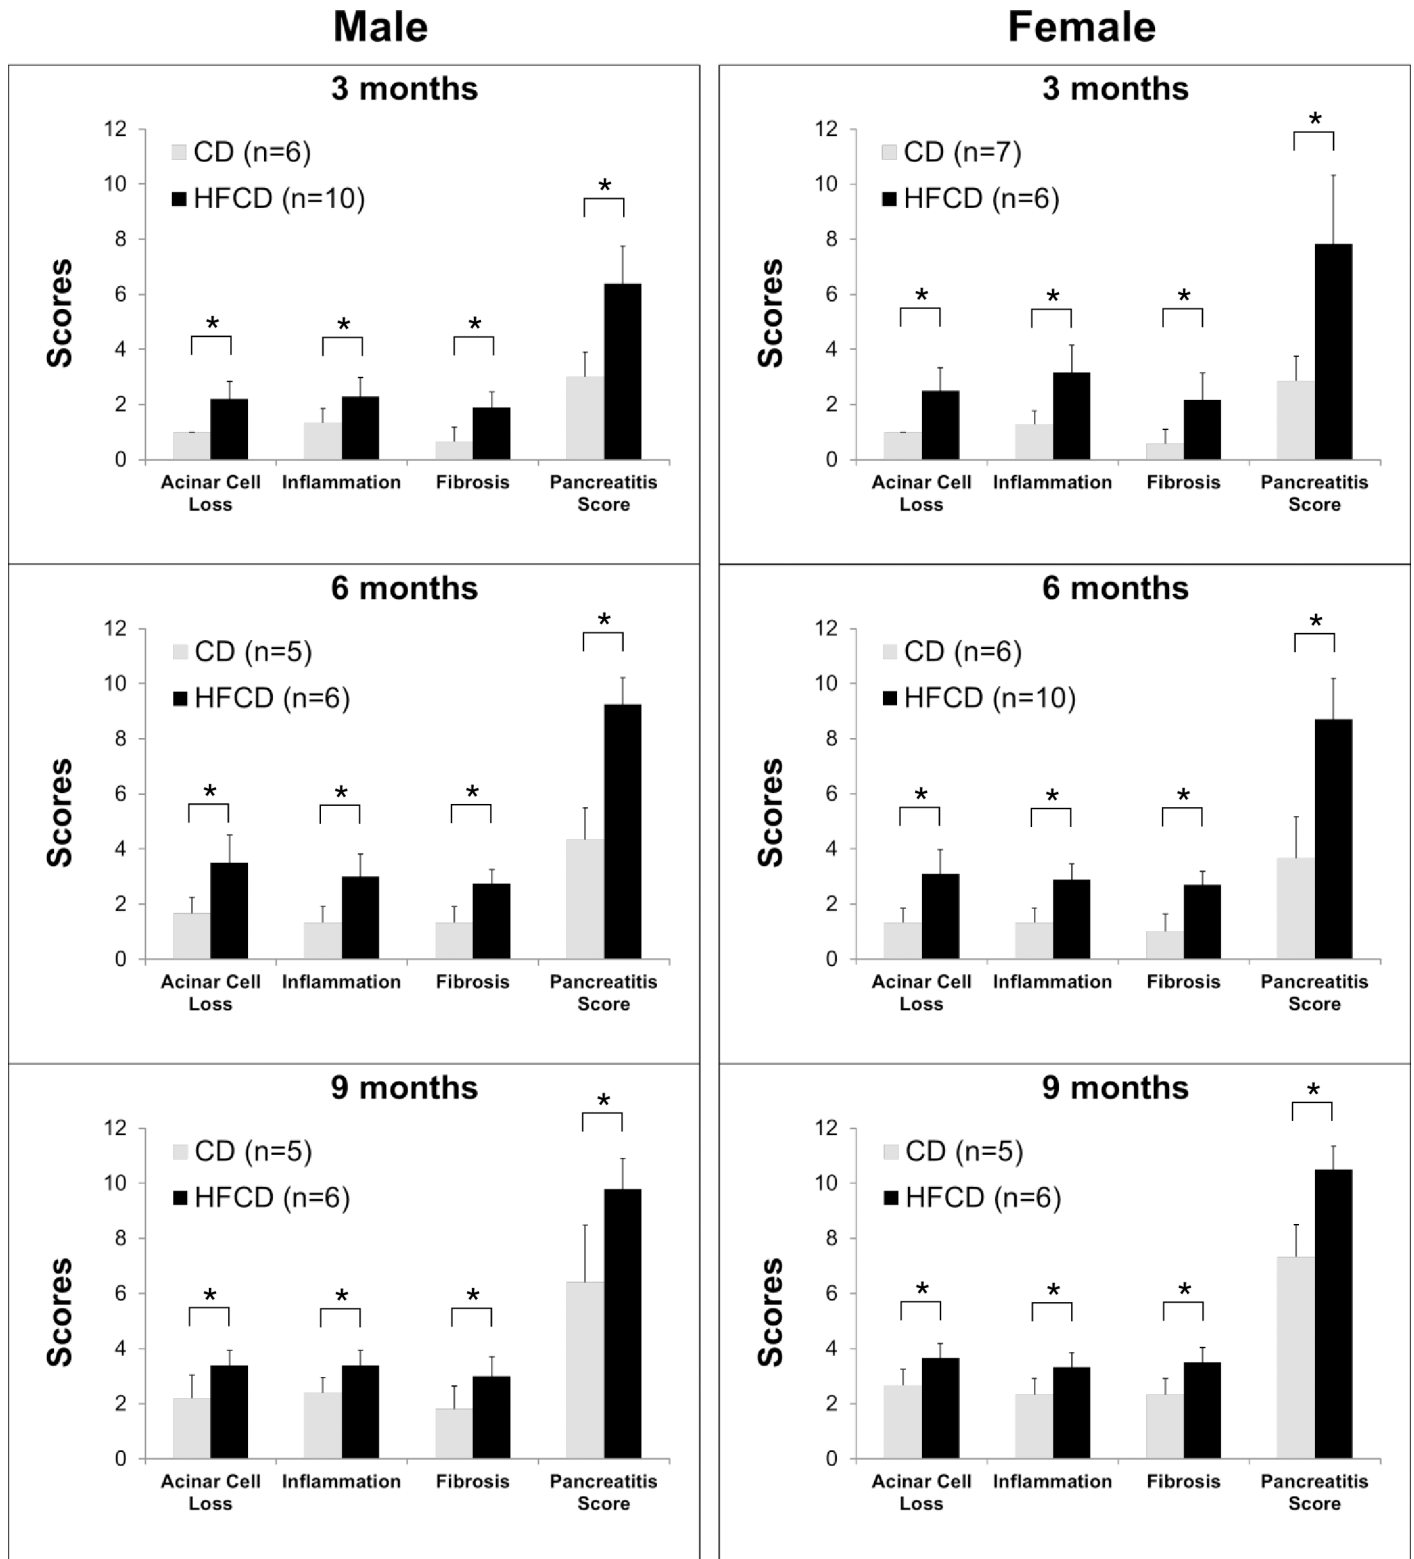 Male
Female
3 months
12
10
8
6
4
2
0
Scores
CD (n=6)
HFCD (n=10)
*
*
*
*
Acinar Cell Loss
Inflammation
Fibrosis
Pancreatitis Score
3 months
12
10
8
6
4
2
0
Scores
CD (n=7)
HFCD (n=6)
*
*
*
*
Acinar Cell Loss
Inflammation
Fibrosis
Pancreatitis Score
6 months
12
10
8
6
4
2
0
Scores
CD (n=5)
HFCD (n=6)
*
*
*
*
Acinar Cell Loss
Inflammation
Fibrosis
Pancreatitis Score
6 months
12
10
8
6
4
2
0
Scores
CD (n=6)
HFCD (n=10)
*
*
*
*
Acinar Cell Loss
Inflammation
Fibrosis
Pancreatitis Score
9 months
12
10
8
6
4
2
0
Scores
CD (n=5)
HFCD (n=6)
*
*
*
*
Acinar Cell Loss
Inflammation
Fibrosis
Pancreatitis Score
9 months
12
10
8
6
4
2
0
Scores
CD (n=5)
HFCD (n=6)
*
*
*
*
Acinar Cell Loss
Inflammation
Fibrosis
Pancreatitis Score